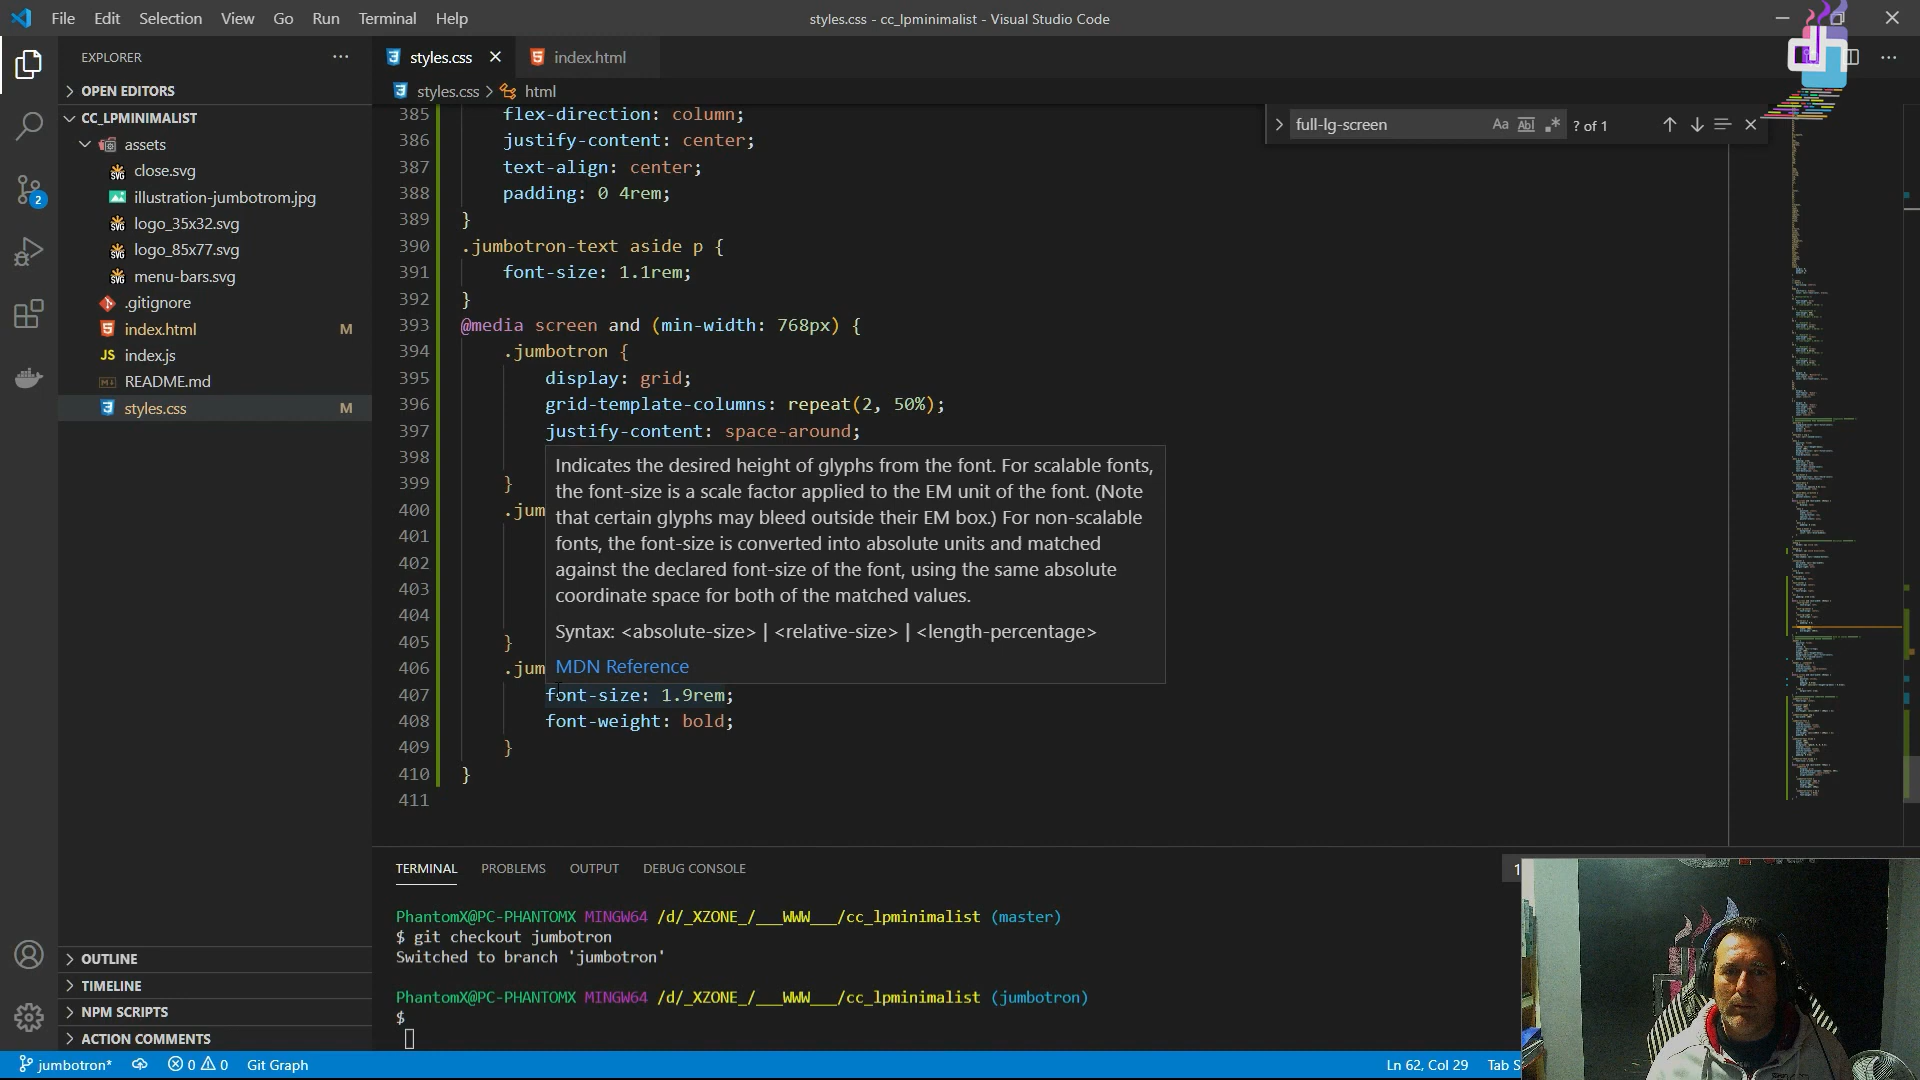 File Edit Selection View Go Run Terminal Help
styles.css - cc_lpminimalist - Visual Studio Code
EXPLORER
OPEN EDITORS
CC_LPMINIMALIST
assets
close.svg
illustration-jumbotrom.jpg
logo_35x32.svg
logo_85x77.svg
menu-bars.svg
.gitignore
index.html M
JS index.js
README.md
styles.css M
OUTLINE
TIMELINE
NPM SCRIPTS
ACTION COMMENTS
2
styles.css index.html
styles.css > html
full-lg-screen Aa Abl .* ? of 1
385 flex-direction: column;
386 justify-content: center;
387 text-align: center;
388 padding: 0 4rem;
389 }
390 .jumbotron-text aside p {
391 font-size: 1.1rem;
392 }
393 @media screen and (min-width: 768px) {
394 .jumbotron {
395 display: grid;
396 grid-template-columns: repeat(2, 50%);
397 justify-content: space-around;
398
399 }
400 .jum
401
402
403
404
405 }
406 .jum
407 font-size: 1.9rem;
408 font-weight: bold;
409 }
410 }
411
Indicates the desired height of glyphs from the font. For scalable fonts,
the font-size is a scale factor applied to the EM unit of the font. (Note
that certain glyphs may bleed outside their EM box.) For non-scalable
fonts, the font-size is converted into absolute units and matched
against the declared font-size of the font, using the same absolute
coordinate space for both of the matched values.
Syntax: <absolute-size> | <relative-size> | <length-percentage>
MDN Reference
TERMINAL PROBLEMS OUTPUT DEBUG CONSOLE 1
PhantomX@PC-PHANTOMX MINGW64 /d/_XZONE_/___WWW___/cc_lpminimalist (master)
$ git checkout jumbotron
Switched to branch 'jumbotron'
PhantomX@PC-PHANTOMX MINGW64 /d/_XZONE_/___WWW___/cc_lpminimalist (jumbotron)
$
jumbotron* 0 0 Git Graph Ln 62, Col 29 Tab S